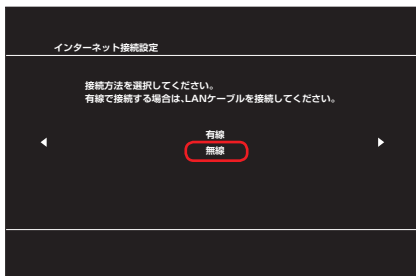 インターネット接続設定
接続方法を選択してください。
有線で接続する場合は、LANケーブルを接続してください。
有線
無線